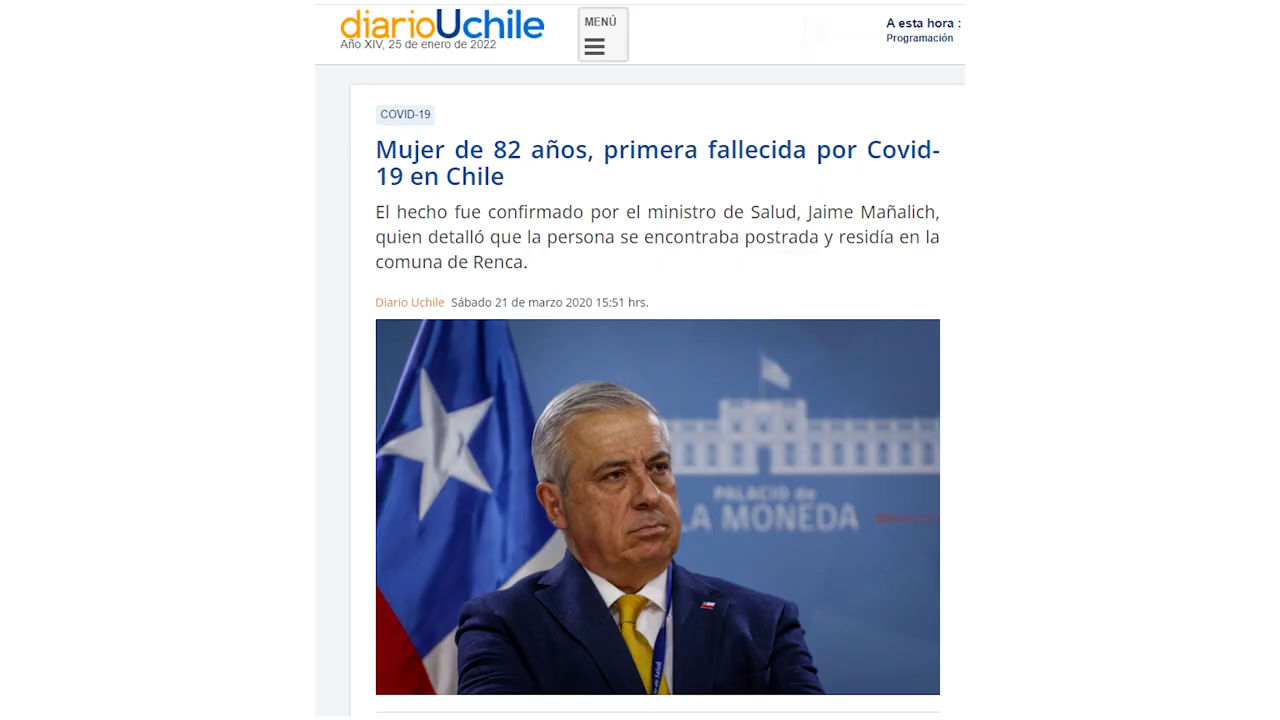 diarioUchile
Año XIV, 25 de enero de 2022
MENÚ
A esta hora :
Programación
COVID-19
Mujer de 82 años, primera fallecida por Covid-
19 en Chile
El hecho fue confirmado por el ministro de Salud, Jaime Mañalich,
quien detalló que la persona se encontraba postrada y residía en la
comuna de Renca.
Diario Uchile Sábado 21 de marzo 2020 15:51 hrs.
PALACIO de
LA MONEDA
de Salud